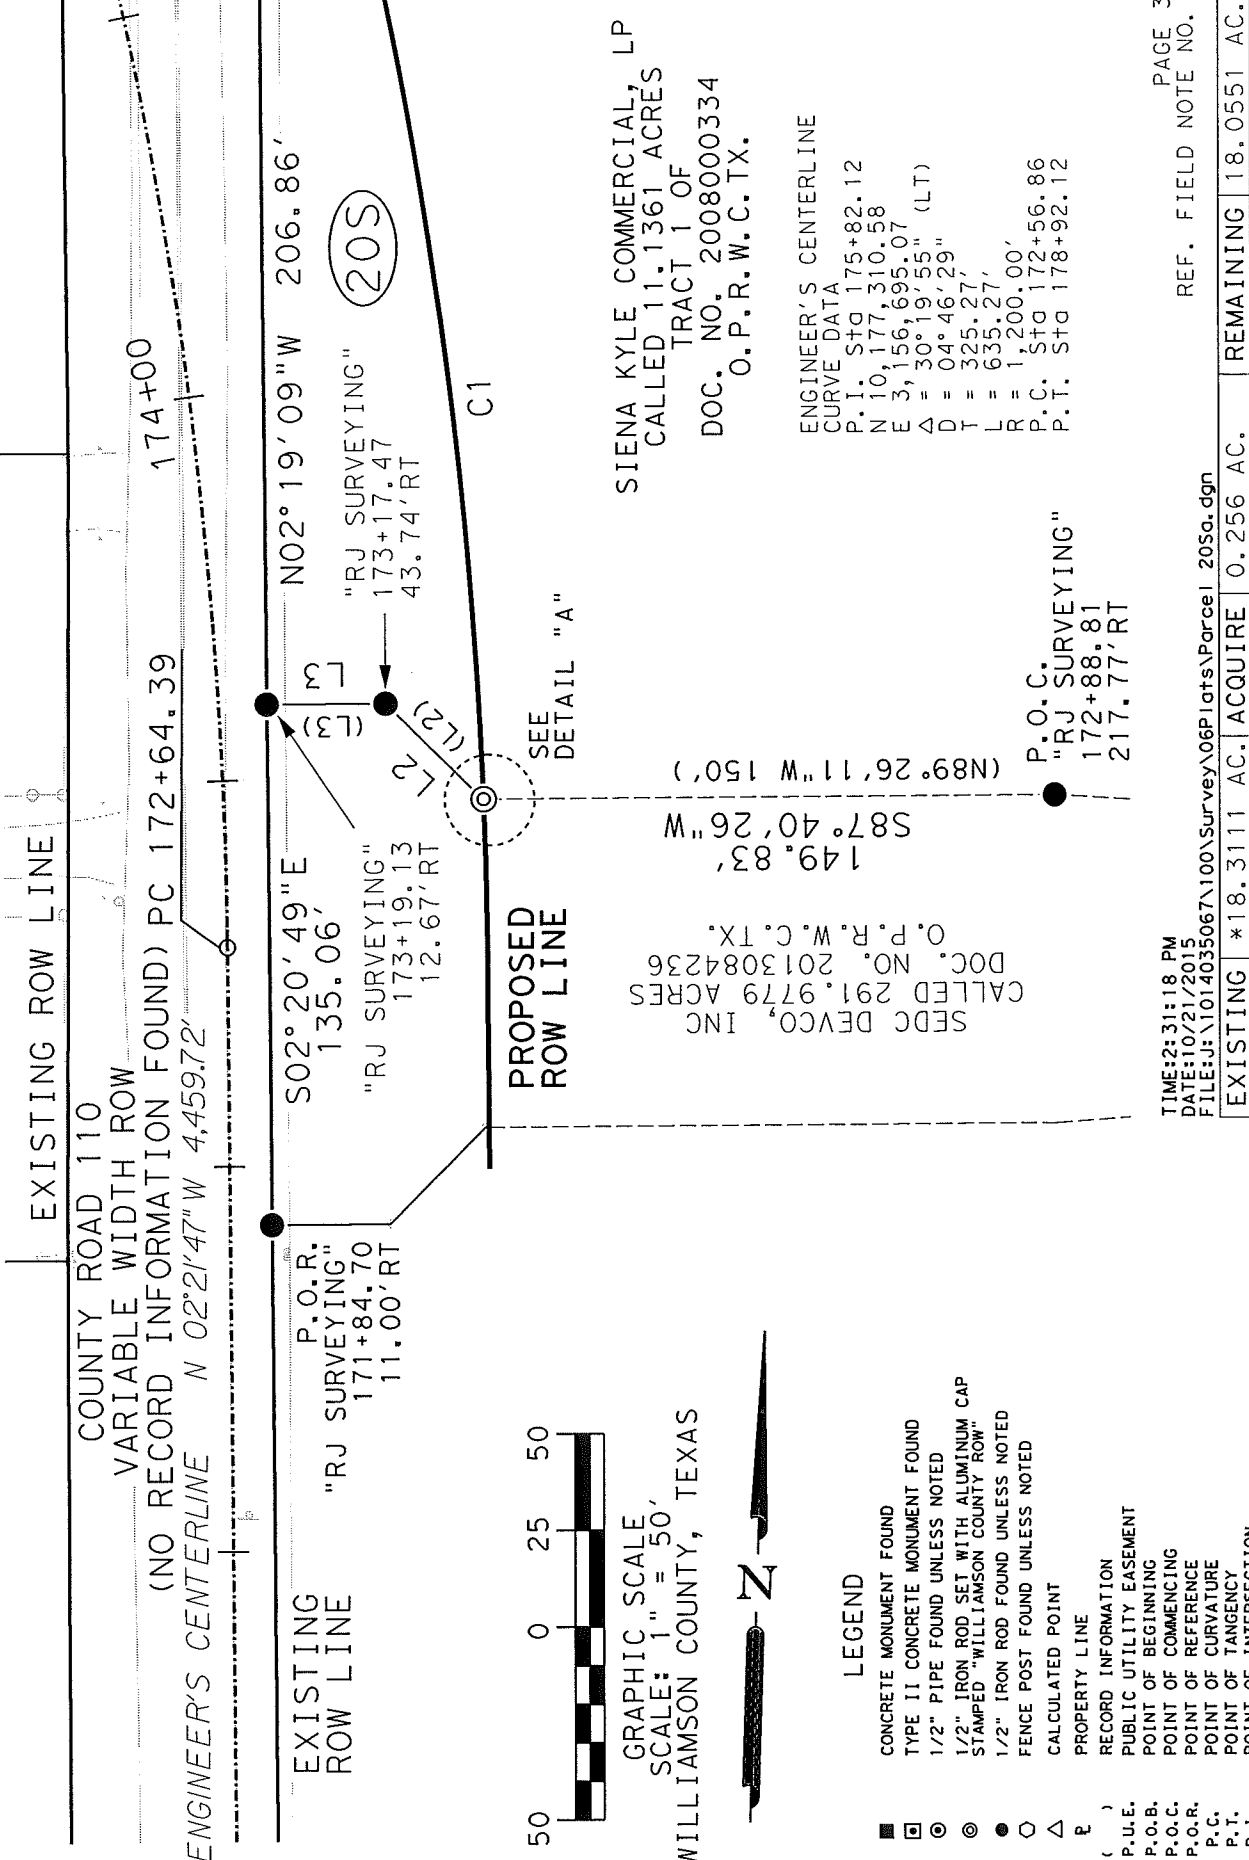 EXISTING ROW LINE
COUNTY ROAD 110
VARIABLE WIDTH ROW
(NO RECORD INFORMATION FOUND)
PC 172+64.39
174+00
ENGINEER'S CENTERLINE N 02°21'47" W 4,459.72'
EXISTING
ROW LINE
P.O.R.
"RJ SURVEYING"
171+84.70
11.00'RT
S02°20'49"E
135.06'
"RJ SURVEYING"
173+19.13
12.67'RT
N02°19'09"W 206.86'
20S
"RJ SURVEYING"
173+17.47
43.74'RT
L3
(L3)
L2
(L2)
C1
SEE
DETAIL "A"
PROPOSED
ROW LINE
SIENA KYLE COMMERCIAL, LP
CALLED 11.1361 ACRES
TRACT 1 OF
DOC. NO. 2008000334
O.P.R.W.C.TX.
ENGINEER'S CENTERLINE
CURVE DATA
P.I. Sta 175+82.12
N 10,177,310.58
E 3,156,695.07
Δ = 30°19'55" (LT)
D = 04°46'29"
T = 325.27'
L = 635.27'
R = 1,200.00'
P.C. Sta 172+56.86
P.T. Sta 178+92.12
(N89°26'11"W 150')
S87°40'26"W
149.83'
P.O.C.
"RJ SURVEYING"
172+88.81
217.77'RT
SEDC DEVCO, INC
CALLED 291.9779 ACRES
DOC. NO. 2013084236
O.P.R.W.C.TX.
50 25 0 50
GRAPHIC SCALE
SCALE: 1" = 50'
WILLIAMSON COUNTY, TEXAS
N
LEGEND
CONCRETE MONUMENT FOUND
TYPE II CONCRETE MONUMENT FOUND
1/2" PIPE FOUND UNLESS NOTED
1/2" IRON ROD SET WITH ALUMINUM CAP
STAMPED "WILLIAMSON COUNTY ROW"
1/2" IRON ROD FOUND UNLESS NOTED
FENCE POST FOUND UNLESS NOTED
CALCULATED POINT
PROPERTY LINE
( ) RECORD INFORMATION
P.U.E. PUBLIC UTILITY EASEMENT
P.O.B. POINT OF BEGINNING
P.O.C. POINT OF COMMENCING
P.O.R. POINT OF REFERENCE
P.C. POINT OF CURVATURE
P.T. POINT OF TANGENCY
P.I. POINT OF INTERSECTION
PAGE 3
REF. FIELD NOTE NO.
TIME:2:31:18 PM
DATE:10/21/2015
FILE:J:\1014035067\100\Survey\06Plats\Parcel 20Sa.dgn
EXISTING *18.3111 AC. ACQUIRE 0.256 AC. REMAINING 18.0551 AC.